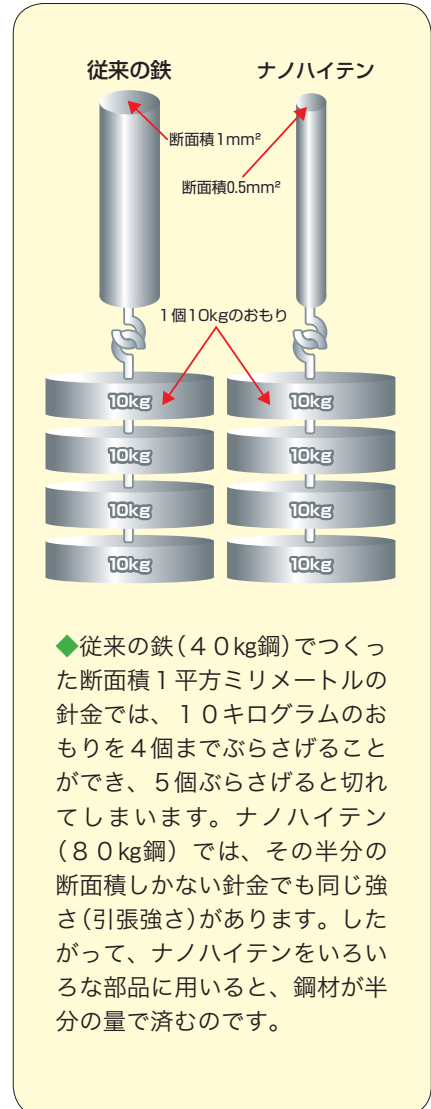 従来の鉄
ナノハイテン
断面積1mm²
断面積0.5mm²
1個10kgのおもり
10kg
10kg
10kg
10kg
10kg
10kg
10kg
10kg
◆従来の鉄(40kg鋼)でつくっ
た断面積1平方ミリメートルの
針金では、10キログラムのお
もりを4個までぶらさげること
ができ、5個ぶらさげると切れ
てしまいます。ナノハイテン
(80kg鋼)では、その半分の
断面積しかない針金でも同じ強
さ(引張強さ)があります。した
がって、ナノハイテンをいろい
ろな部品に用いると、鋼材が半
分の量で済むのです。